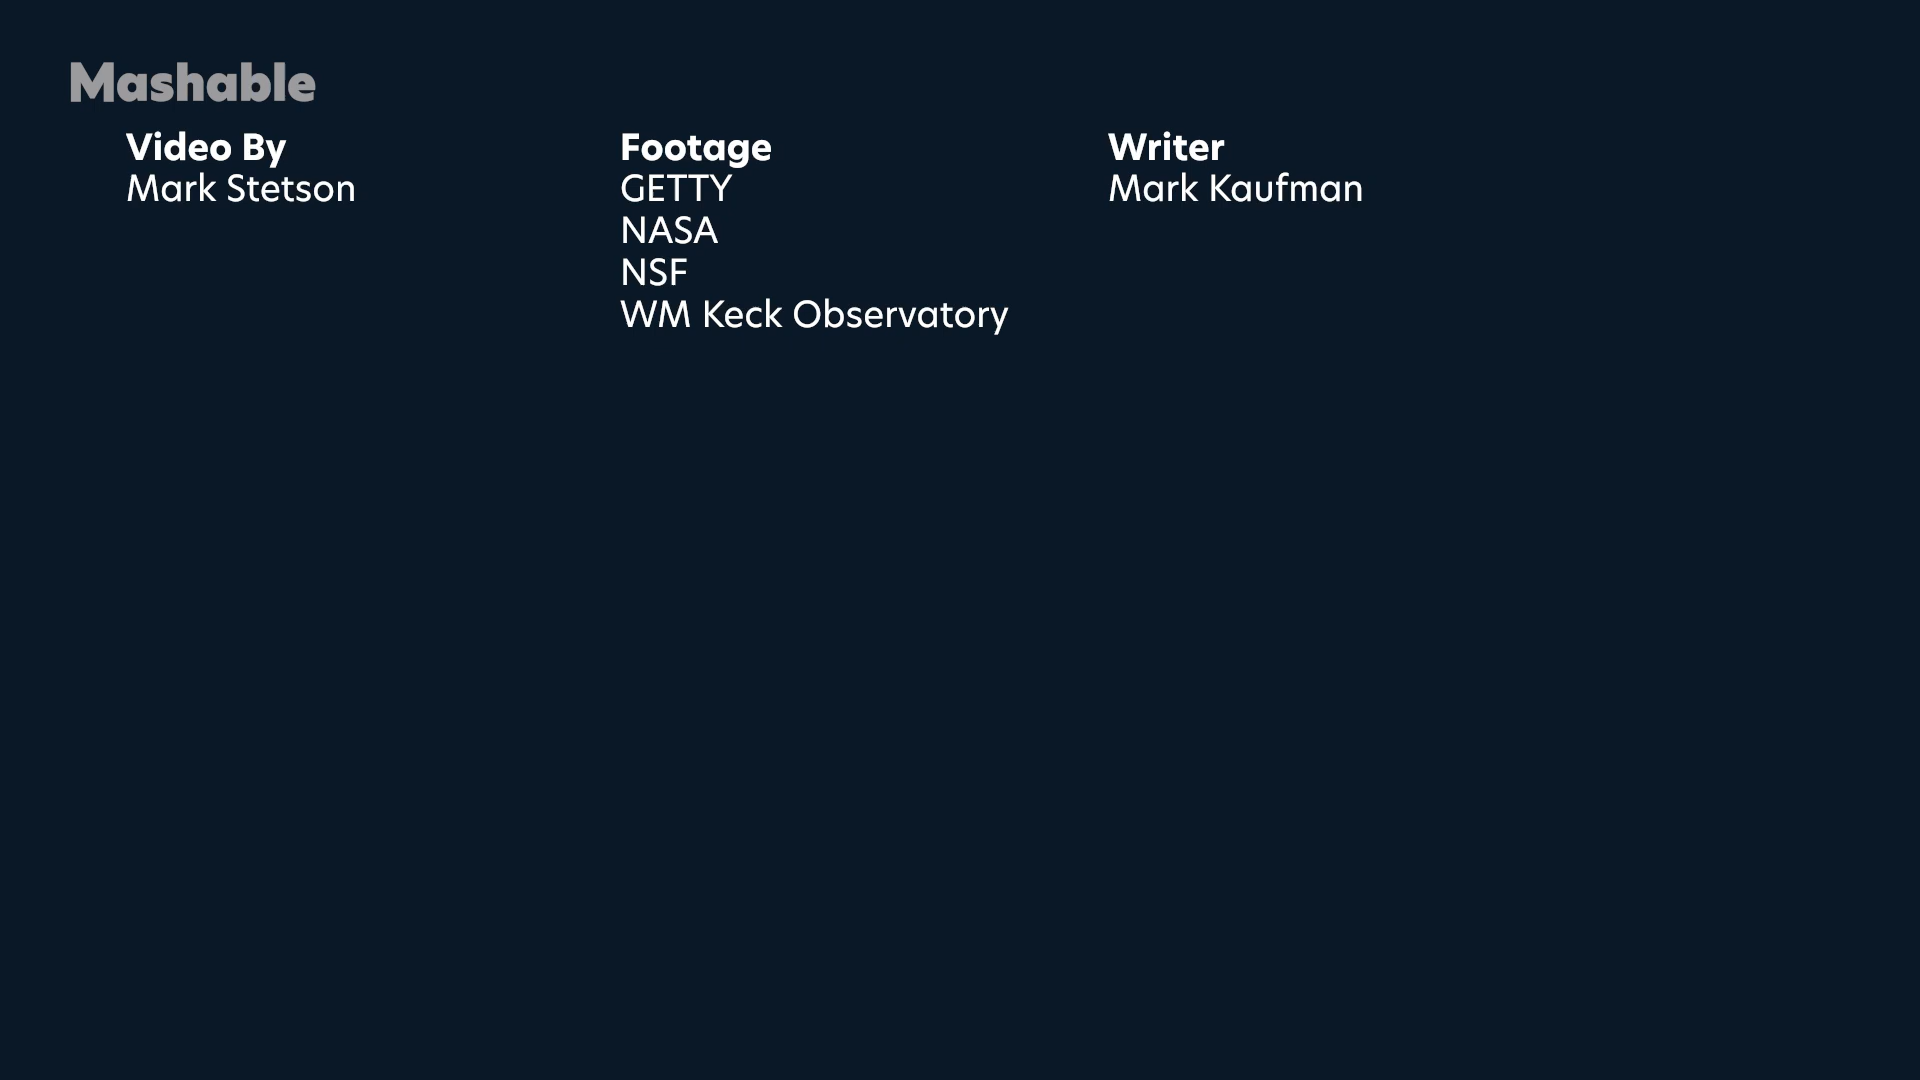 Mashable
Video By
Mark Stetson
Footage
GETTY
NASA
NSF
WM Keck Observatory
Writer
Mark Kaufman